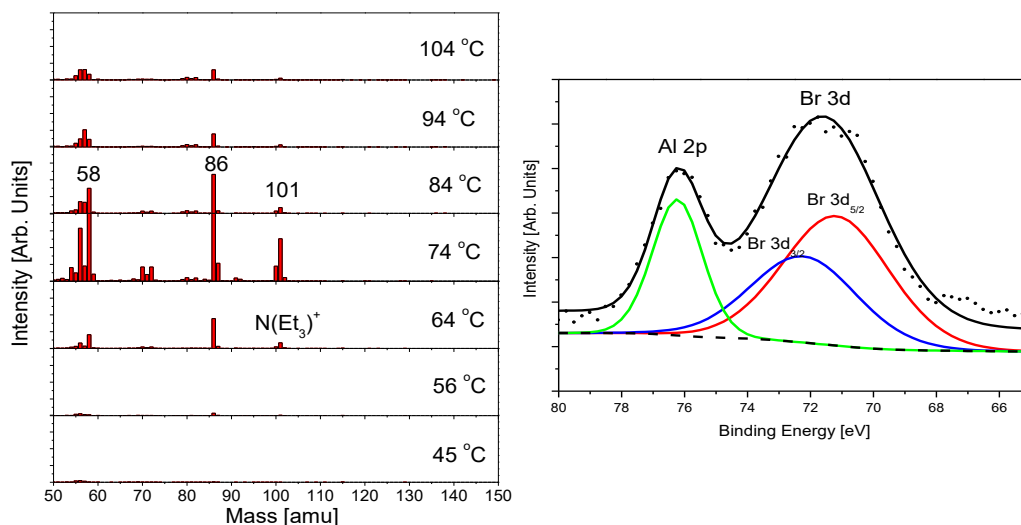 104 °C
94 °C
58
86
101
84 °C
74 °C
N(Et₃)⁺
64 °C
56 °C
45 °C
Intensity [Arb. Units]
50 60 70 80 90 100 110 120 130 140 150
Mass [amu]
Br 3d
Al 2p
Br 3d₅/₂
Br 3d₃/₂
Intensity [Arb. Units]
80 78 76 74 72 70 68 66
Binding Energy [eV]